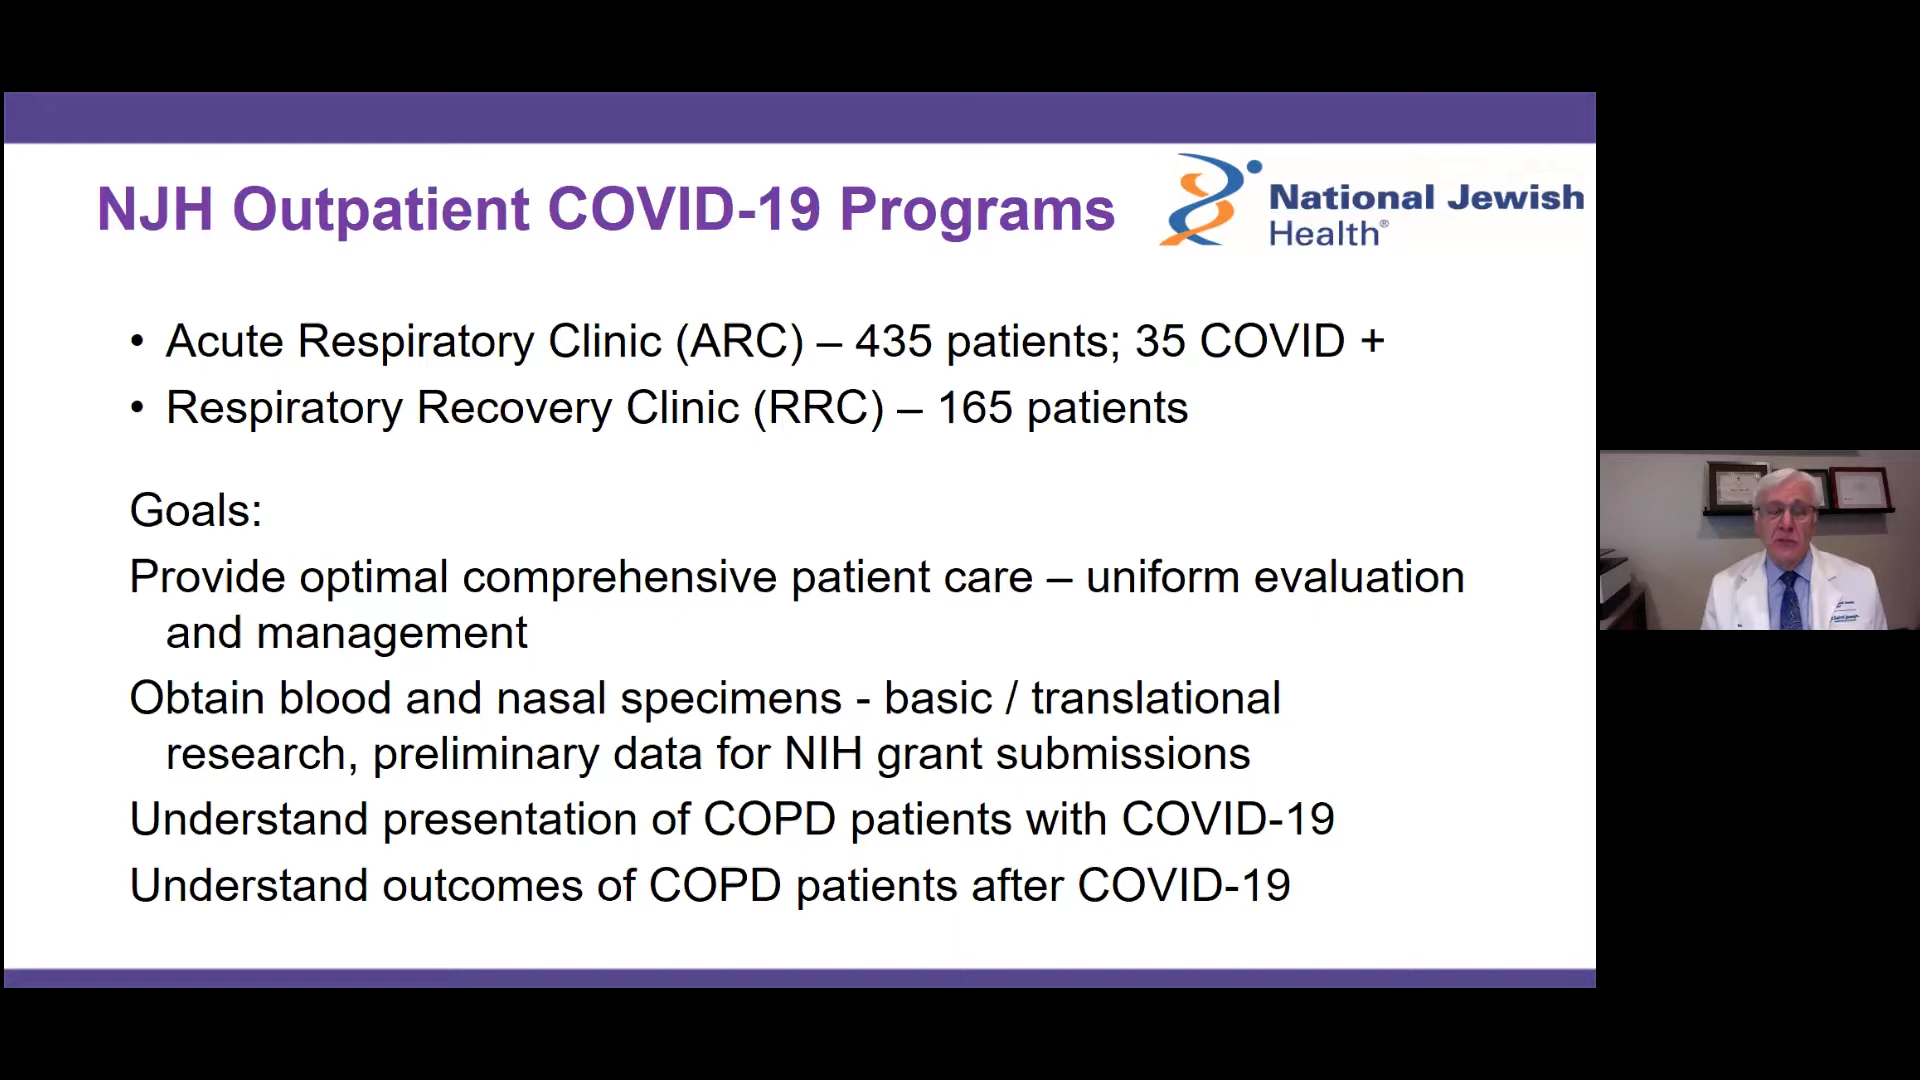 NJH Outpatient COVID-19 Programs
National Jewish
Health®
• Acute Respiratory Clinic (ARC) – 435 patients; 35 COVID +
• Respiratory Recovery Clinic (RRC) – 165 patients
Goals:
Provide optimal comprehensive patient care – uniform evaluation
and management
Obtain blood and nasal specimens - basic / translational
research, preliminary data for NIH grant submissions
Understand presentation of COPD patients with COVID-19
Understand outcomes of COPD patients after COVID-19